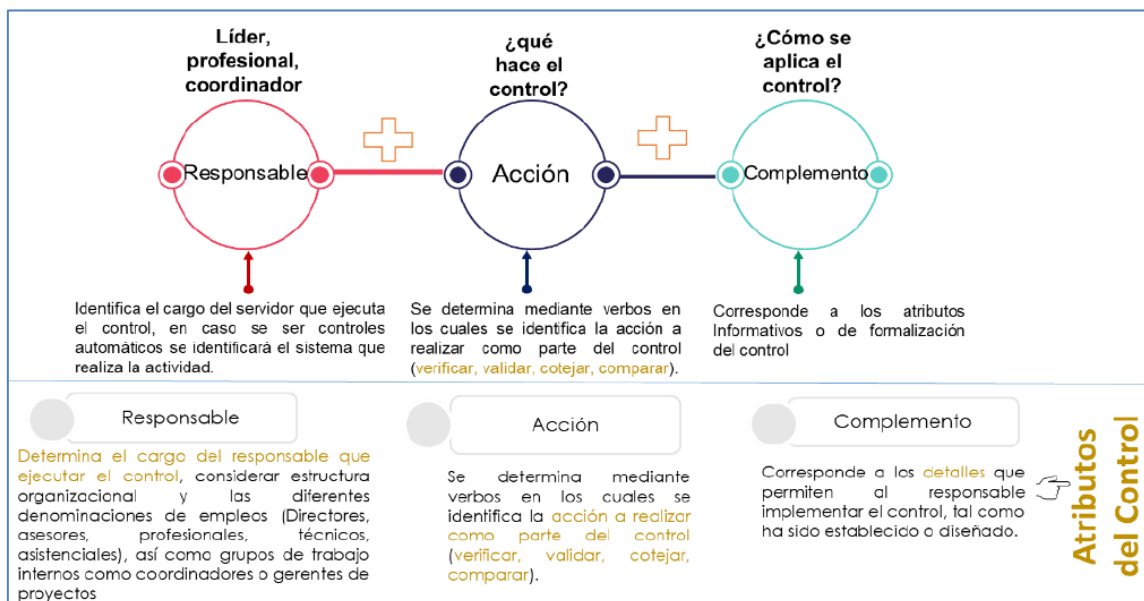 Líder,
profesional,
coordinador
¿qué
hace el
control?
¿Cómo se
aplica el
control?
Responsable
Acción
Complemento
Identifica el cargo del servidor que ejecuta
el control, en caso se ser controles
automáticos se identificará el sistema que
realiza la actividad.
Se determina mediante verbos en
los cuales se identifica la acción a
realizar como parte del control
(verificar, validar, cotejar, comparar).
Corresponde a los atributos
Informativos o de formalización
del control
Responsable
Determina el cargo del responsable que
ejecutar el control, considerar estructura
organizacional y las diferentes
denominaciones de empleos (Directores,
asesores, profesionales, técnicos,
asistenciales), así como grupos de trabajo
internos como coordinadores o gerentes de
proyectos
Acción
Se determina mediante
verbos en los cuales se
identifica la acción a realizar
como parte del control
(verificar, validar, cotejar,
comparar).
Complemento
Corresponde a los detalles que
permiten al responsable
implementar el control, tal como
ha sido establecido o diseñado.
Atributos
del Control